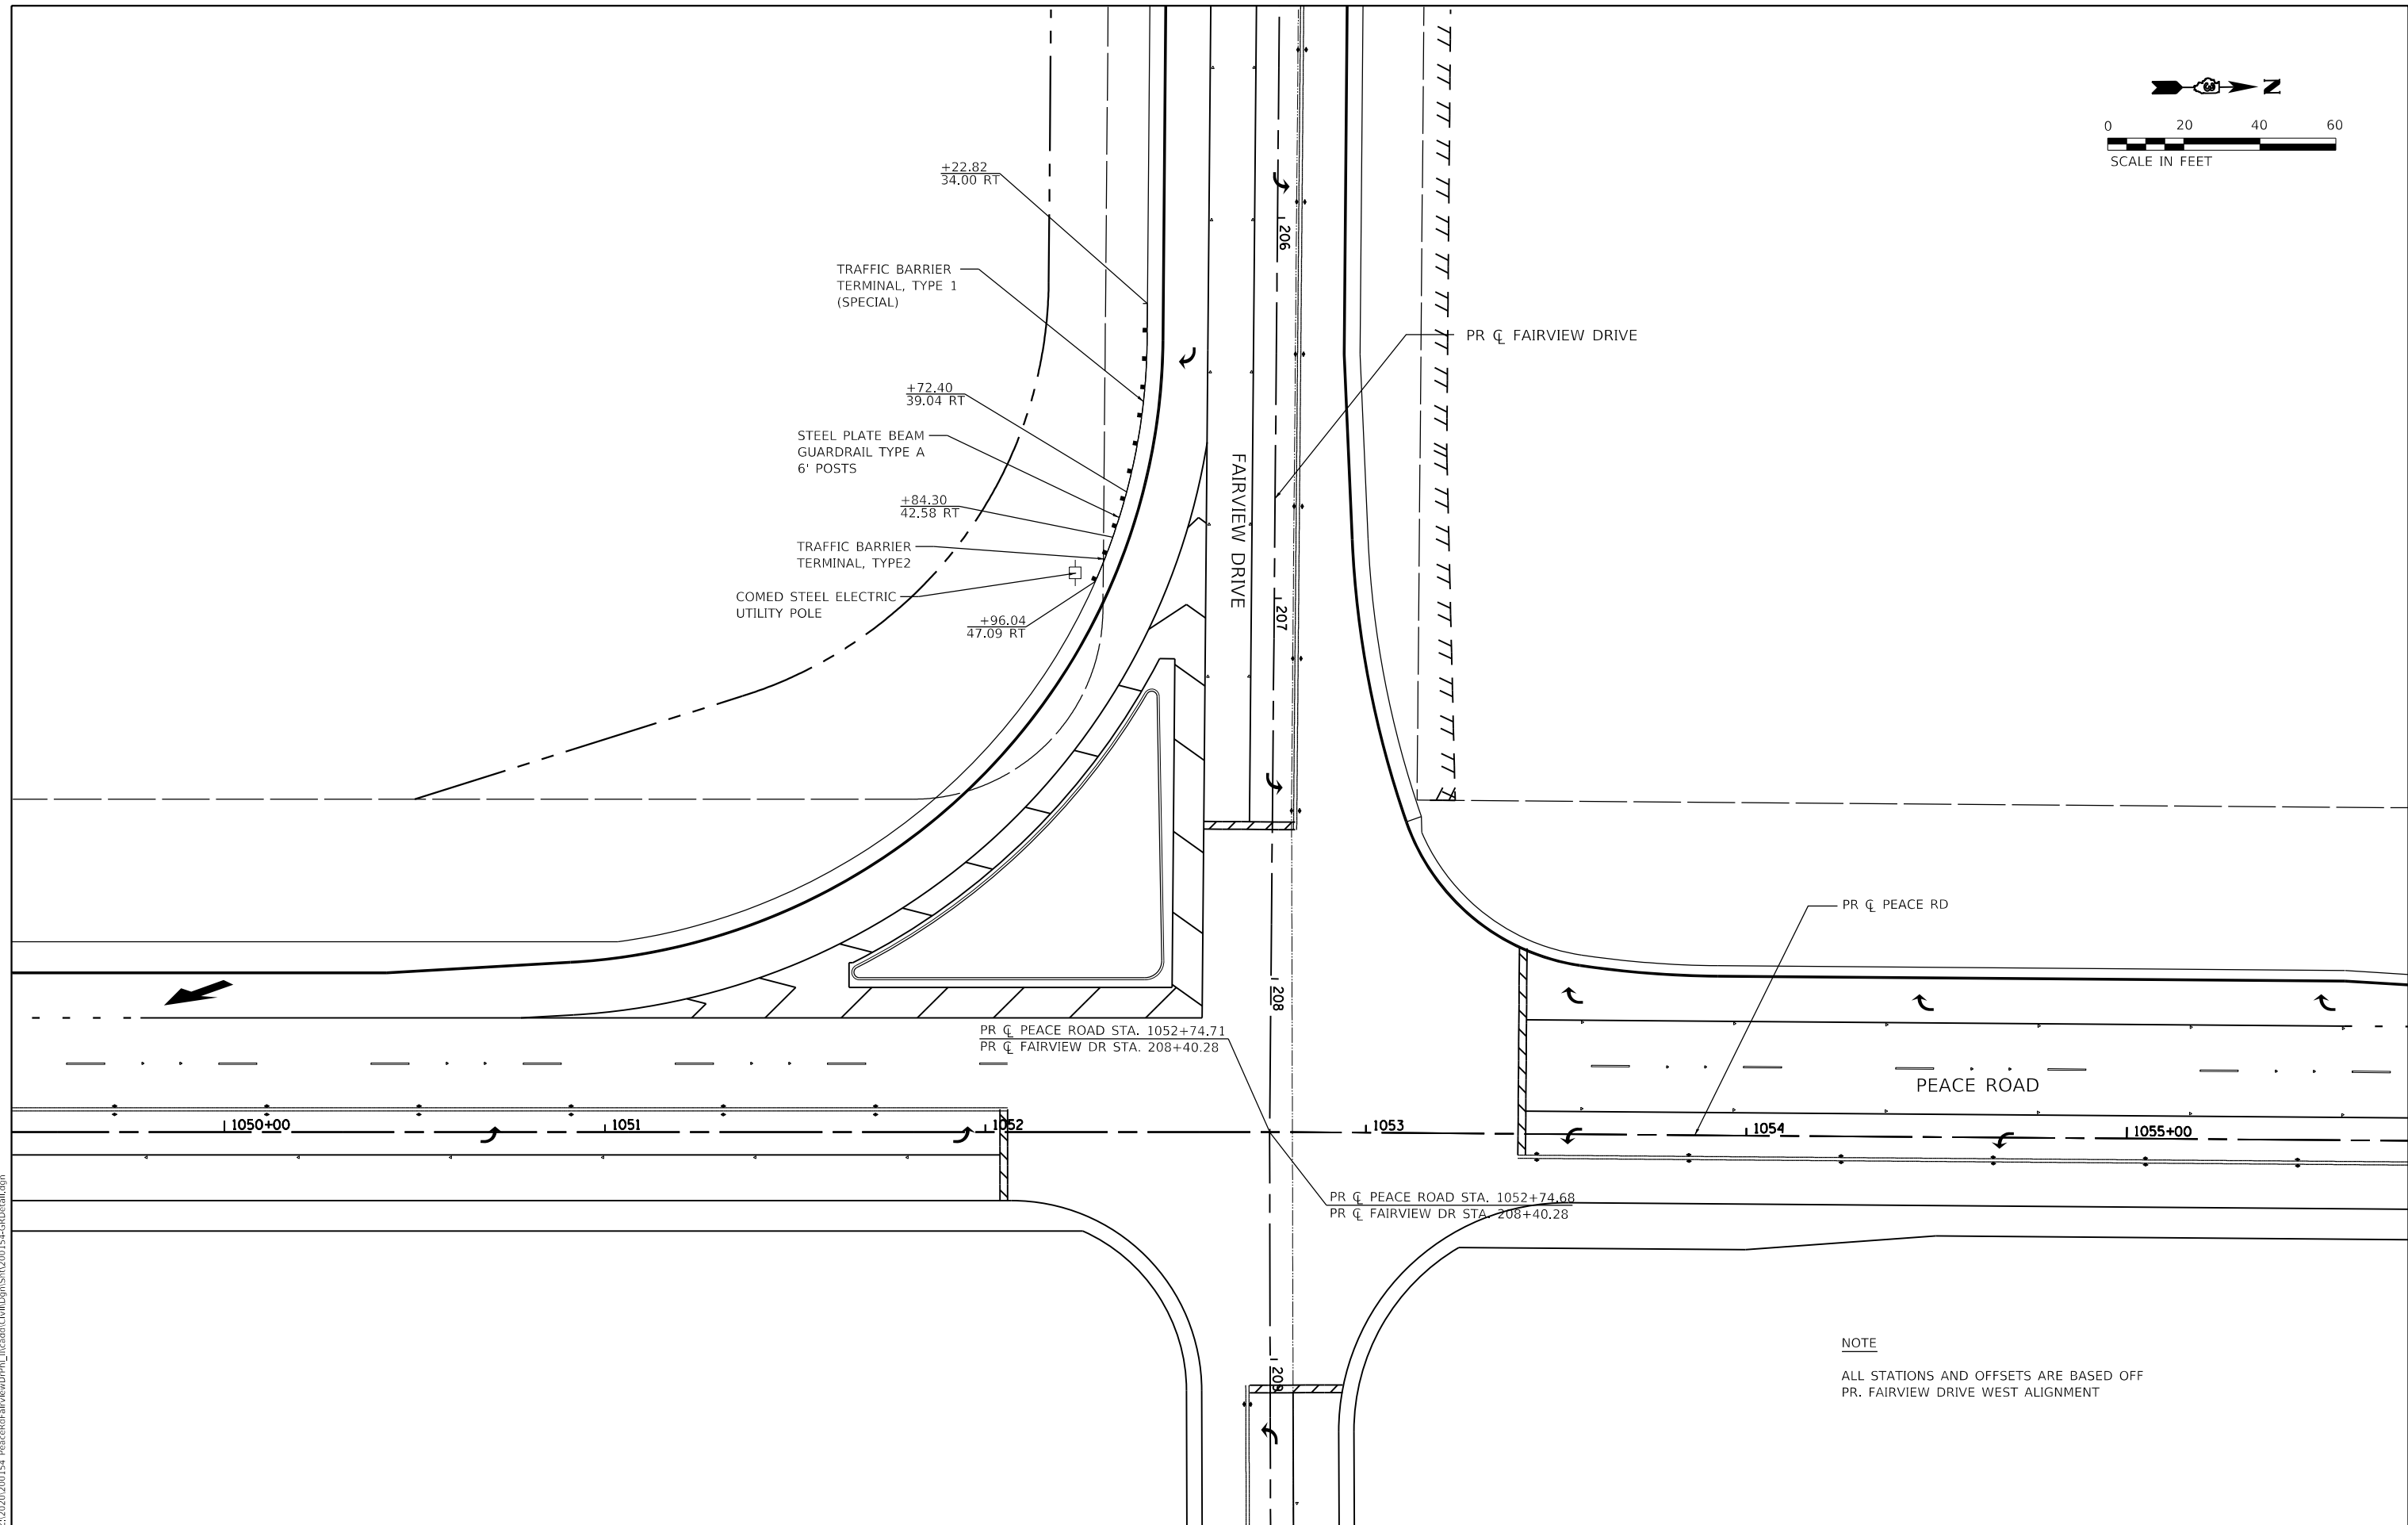 N
0 20 40 60
SCALE IN FEET
+22.82
34.00 RT
TRAFFIC BARRIER
TERMINAL, TYPE 1
(SPECIAL)
206
PR ℄ FAIRVIEW DRIVE
+72.40
39.04 RT
STEEL PLATE BEAM
GUARDRAIL TYPE A
6' POSTS
FAIRVIEW DRIVE
+84.30
42.58 RT
TRAFFIC BARRIER
TERMINAL, TYPE2
COMED STEEL ELECTRIC
UTILITY POLE
207
+96.04
47.09 RT
PR ℄ PEACE RD
208
PR ℄ PEACE ROAD STA. 1052+74.71
PR ℄ FAIRVIEW DR STA. 208+40.28
PEACE ROAD
1050+00 1051 1052 1053 1054 1055+00
PR ℄ PEACE ROAD STA. 1052+74.68
PR ℄ FAIRVIEW DR STA. 208+40.28
209
NOTE
ALL STATIONS AND OFFSETS ARE BASED OFF
PR. FAIRVIEW DRIVE WEST ALIGNMENT